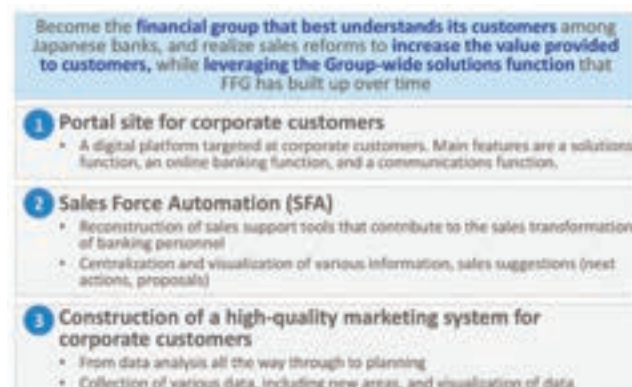 Become the financial group that best understands its customers among
Japanese banks, and realize sales reforms to increase the value provided
to customers, while leveraging the Group-wide solutions function that
FFG has built up over time
1 Portal site for corporate customers
• A digital platform targeted at corporate customers. Main features are a solutions
function, an online banking function, and a communications function.
2 Sales Force Automation (SFA)
• Reconstruction of sales support tools that contribute to the sales transformation
of banking personnel
• Centralization and visualization of various information, sales suggestions (next
actions, proposals)
3 Construction of a high-quality marketing system for
corporate customers
• From data analysis all the way through to planning
• Collection of various data, including new areas, and visualization of data